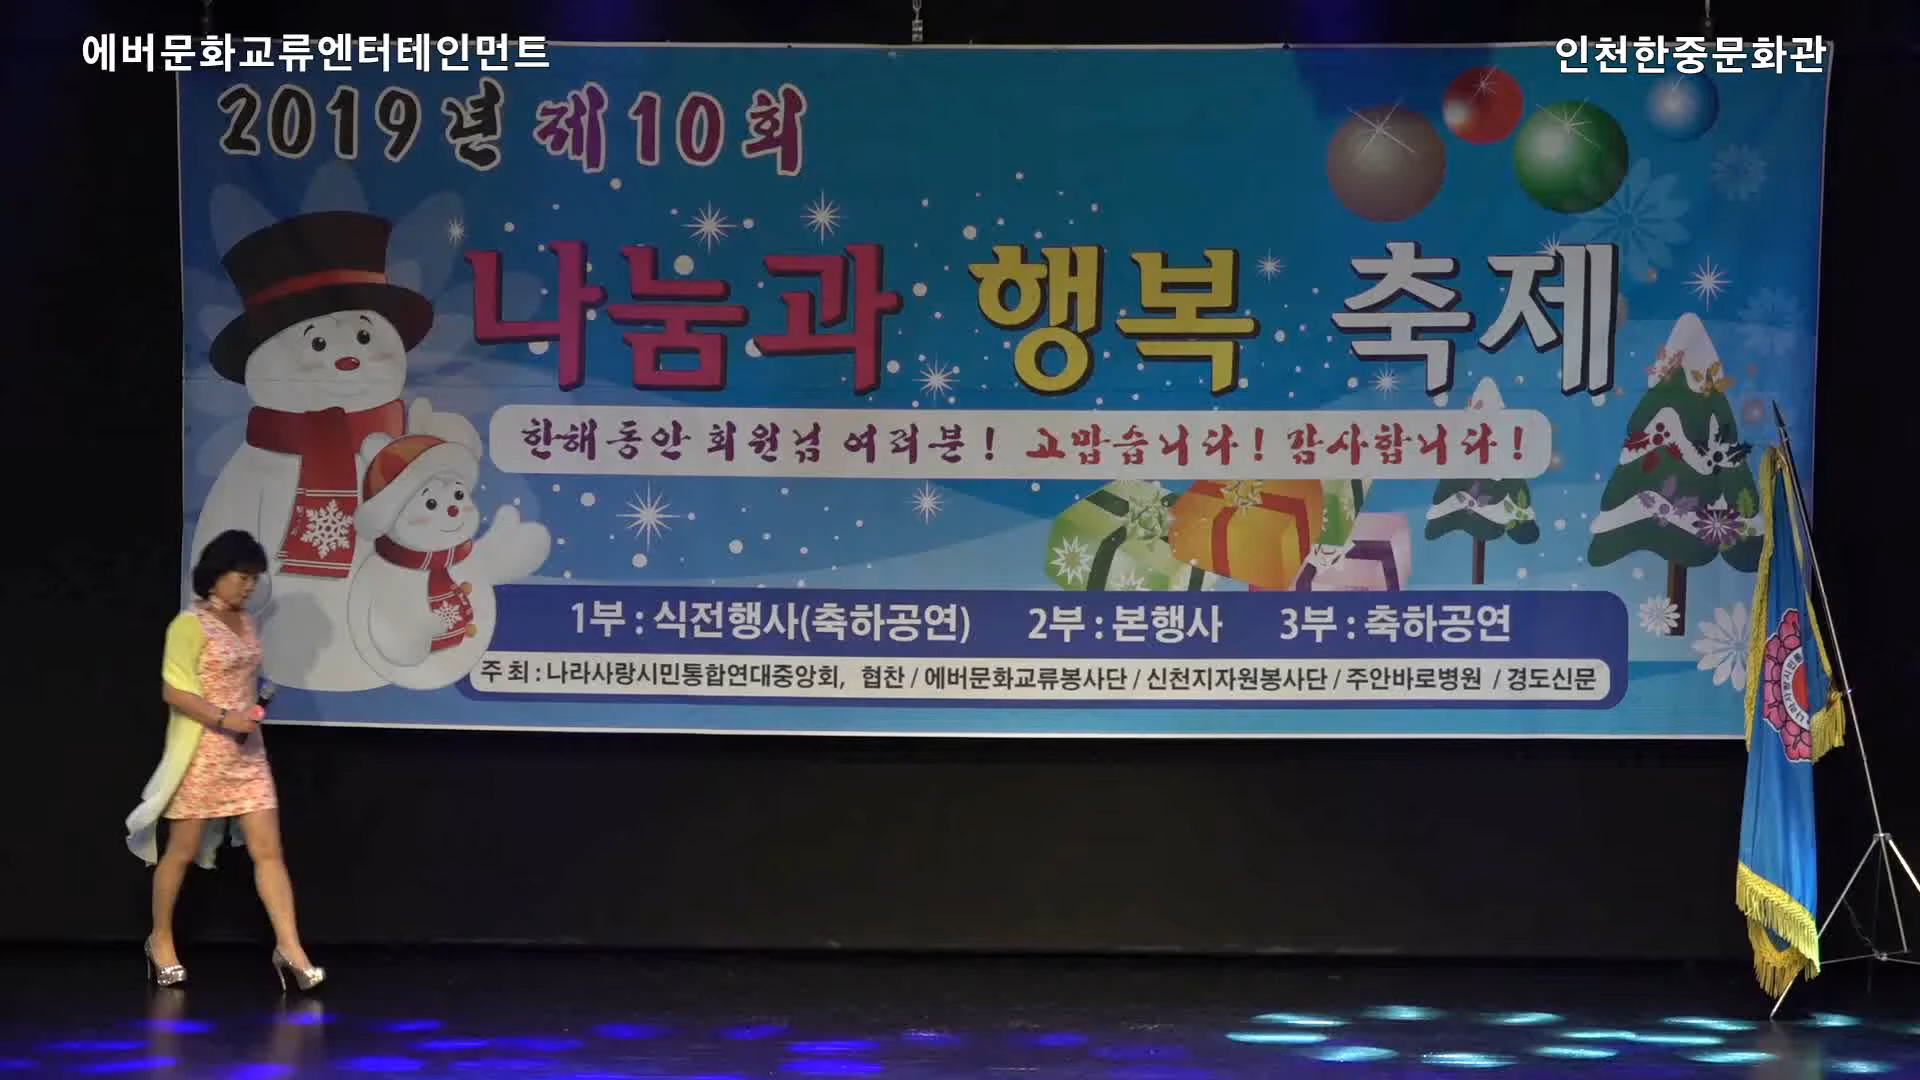 에버문화교류엔터테인먼트
인천한중문화관
2019년 제10회
나눔과 행복 축제
한해동안 회원님 여러분! 고맙습니다! 감사합니다!
1부 : 식전행사(축하공연) 2부 : 본행사 3부 : 축하공연
주 최 : 나라사랑시민통합연대중앙회, 협찬 / 에버문화교류봉사단 / 신천지자원봉사단 / 주안바로병원 / 경도신문